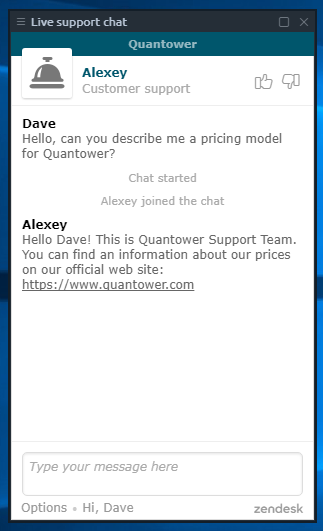 Live support chat
Quantower
Alexey
Customer support
Dave
Hello, can you describe me a pricing model
for Quantower?
Chat started
Alexey joined the chat
Alexey
Hello Dave! This is Quantower Support Team.
You can find an information about our prices
on our official web site:
https://www.quantower.com
Type your message here
Options • Hi, Dave
zendesk